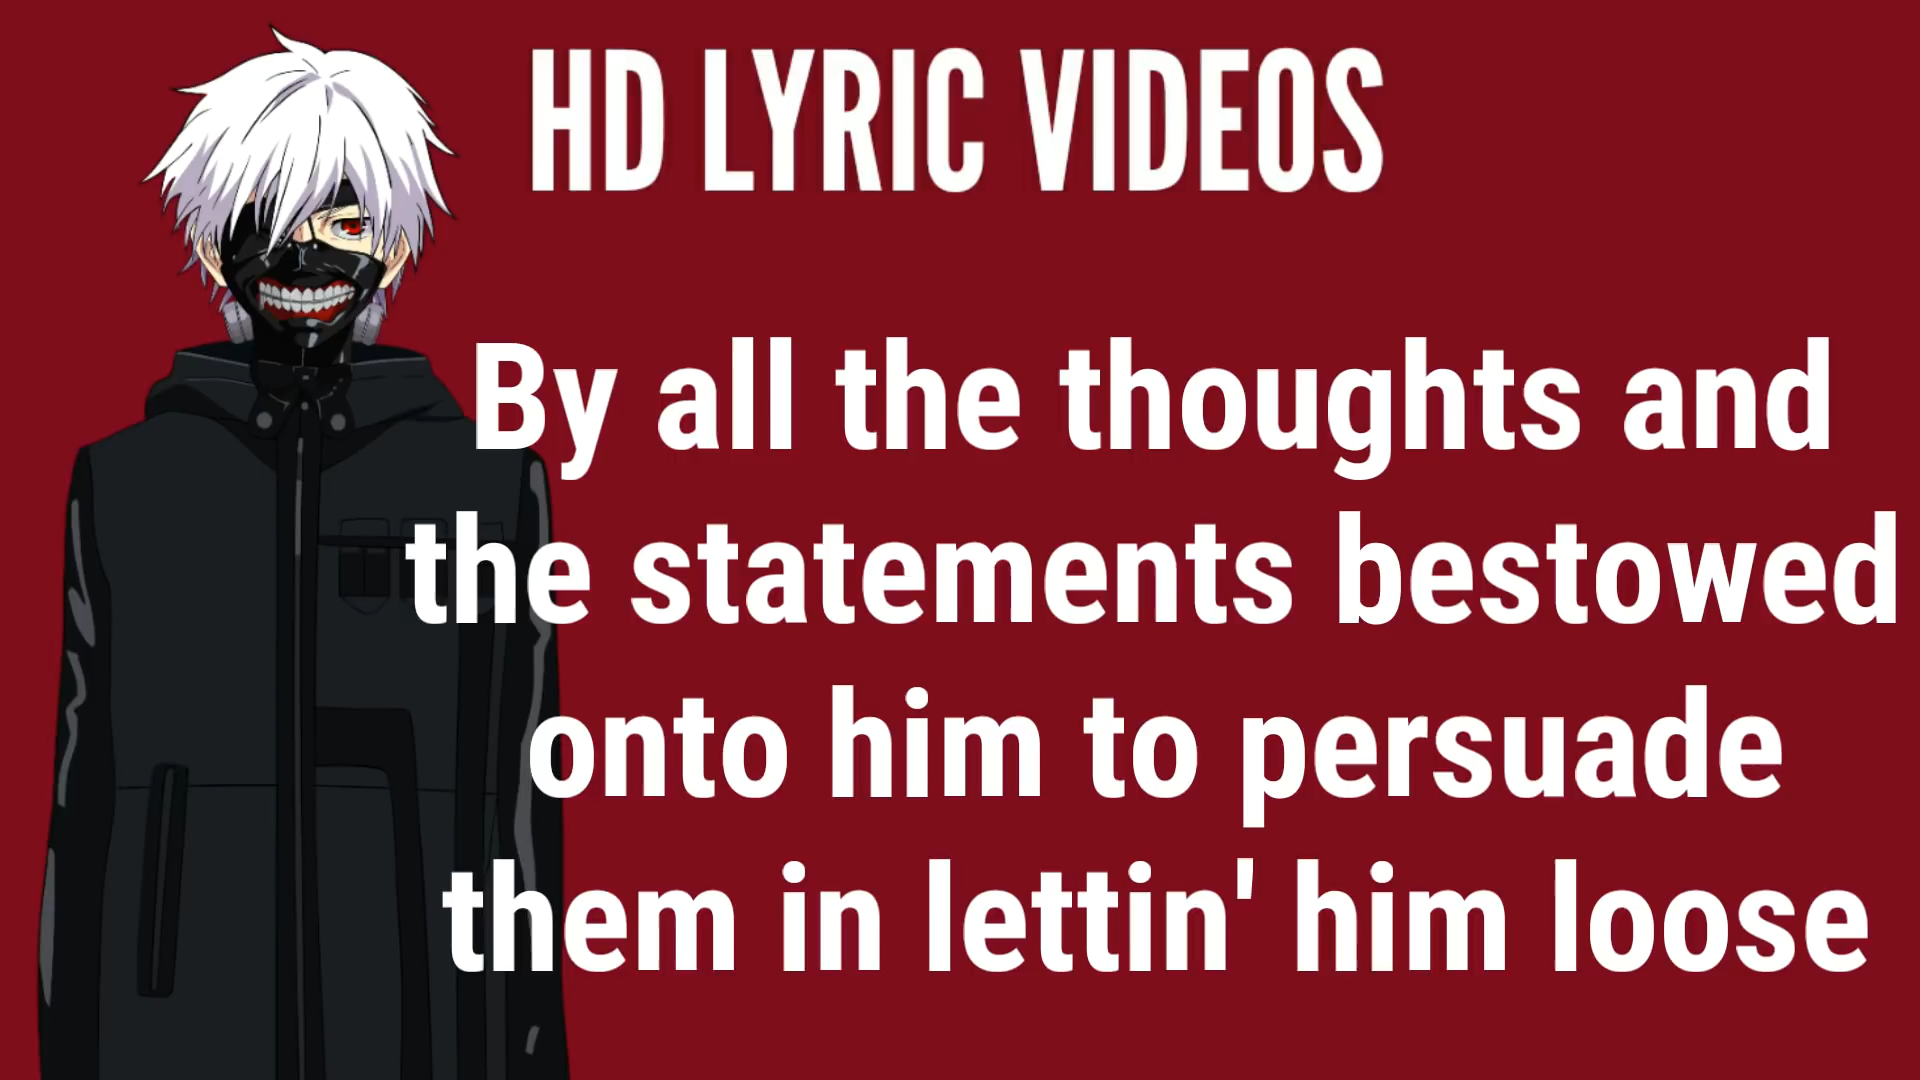 HD LYRIC VIDEOS
By all the thoughts and
the statements bestowed
onto him to persuade
them in lettin' him loose